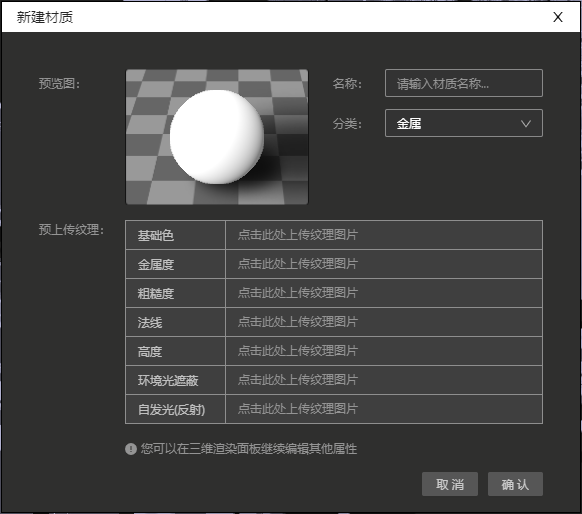 新建材质 X
预览图:
名称: 请输入材质名称...
分类: 金属
预上传纹理:
基础色 点击此处上传纹理图片
金属度 点击此处上传纹理图片
粗糙度 点击此处上传纹理图片
法线 点击此处上传纹理图片
高度 点击此处上传纹理图片
环境光遮蔽 点击此处上传纹理图片
自发光(反射) 点击此处上传纹理图片
您可以在三维渲染面板继续编辑其他属性
取消 确认